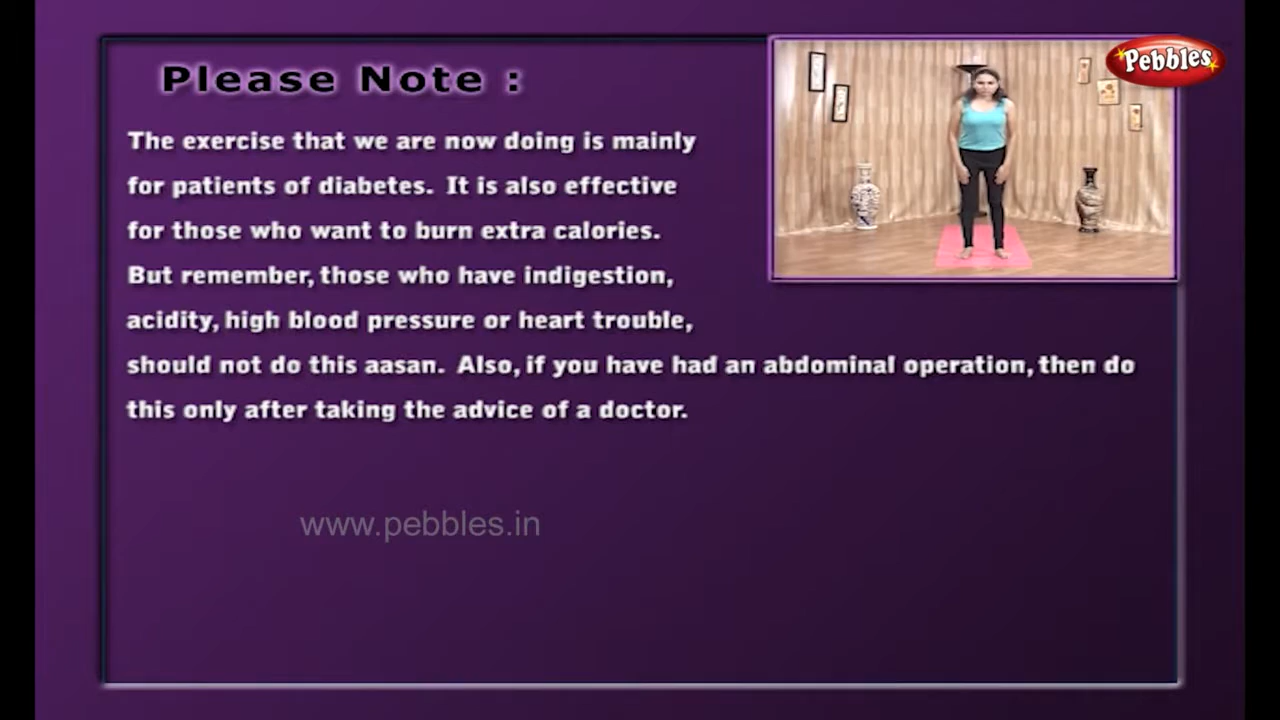 Please Note :
Pebbles
The exercise that we are now doing is mainly
for patients of diabetes. It is also effective
for those who want to burn extra calories.
But remember, those who have indigestion,
acidity, high blood pressure or heart trouble,
should not do this aasan. Also, if you have had an abdominal operation, then do
this only after taking the advice of a doctor.
www.pebbles.in